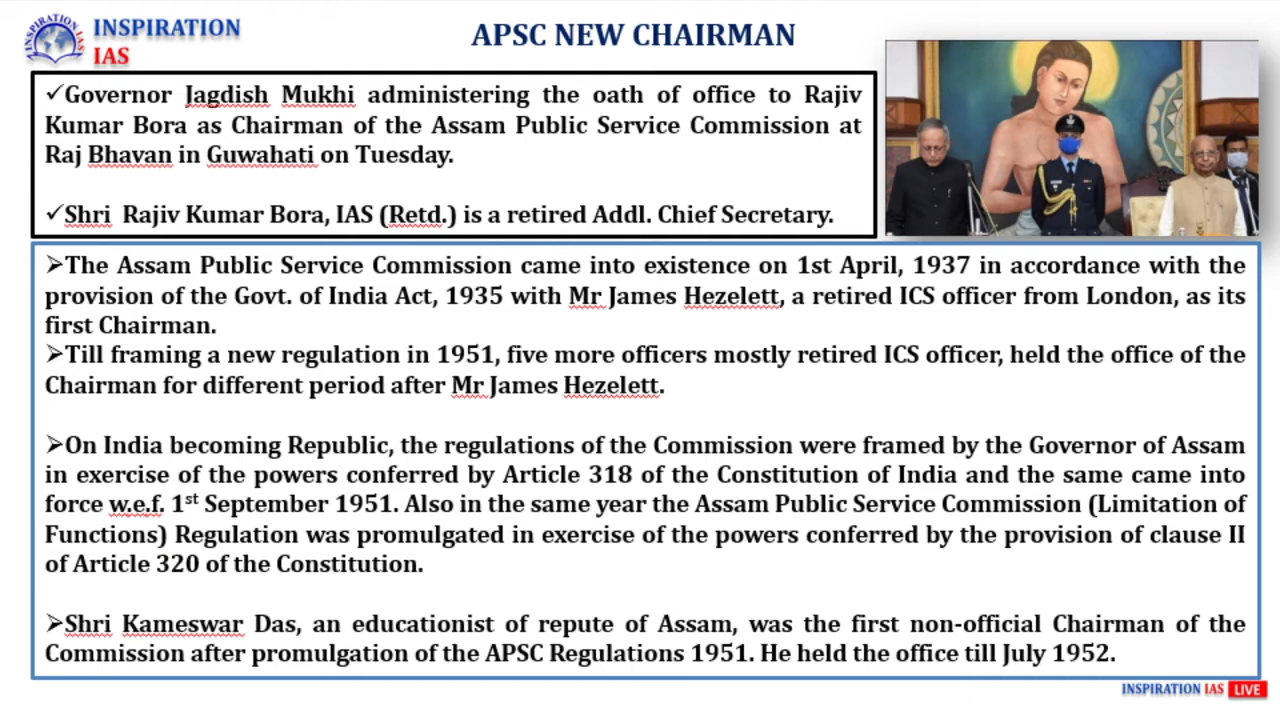 INSPIRATION IAS
INSPIRATION
IAS
APSC NEW CHAIRMAN
✓Governor Jagdish Mukhi administering the oath of office to Rajiv
Kumar Bora as Chairman of the Assam Public Service Commission at
Raj Bhavan in Guwahati on Tuesday.
✓Shri Rajiv Kumar Bora, IAS (Retd.) is a retired Addl. Chief Secretary.
➢The Assam Public Service Commission came into existence on 1st April, 1937 in accordance with the
provision of the Govt. of India Act, 1935 with Mr James Hezelett, a retired ICS officer from London, as its
first Chairman.
➢Till framing a new regulation in 1951, five more officers mostly retired ICS officer, held the office of the
Chairman for different period after Mr James Hezelett.
➢On India becoming Republic, the regulations of the Commission were framed by the Governor of Assam
in exercise of the powers conferred by Article 318 of the Constitution of India and the same came into
force w.e.f. 1st September 1951. Also in the same year the Assam Public Service Commission (Limitation of
Functions) Regulation was promulgated in exercise of the powers conferred by the provision of clause II
of Article 320 of the Constitution.
➢Shri Kameswar Das, an educationist of repute of Assam, was the first non-official Chairman of the
Commission after promulgation of the APSC Regulations 1951. He held the office till July 1952.
INSPIRATION IAS LIVE